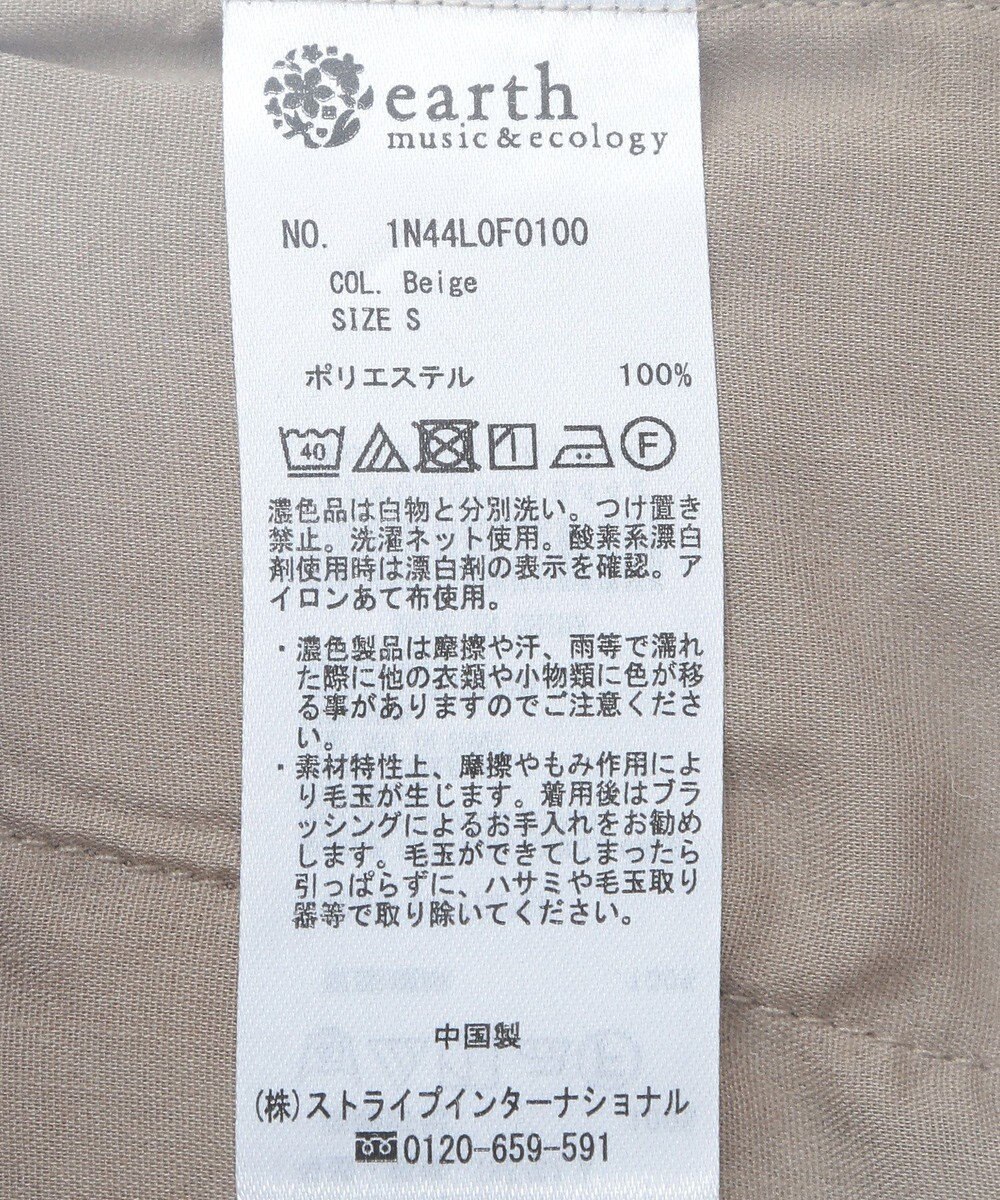 earth
music&ecology
NO. 1N44L0F0100
COL. Beige
SIZE S
ポリエステル 100%
40 F
濃色品は白物と分別洗い。つけ置き
禁止。洗濯ネット使用。酸素系漂白
剤使用時は漂白剤の表示を確認。ア
イロンあて布使用。
・濃色製品は摩擦や汗、雨等で濡れ
た際に他の衣類や小物類に色が移
る事がありますのでご注意くださ
い。
・素材特性上、摩擦やもみ作用によ
り毛玉が生じます。着用後はブラ
ッシングによるお手入れをお勧め
します。毛玉ができてしまったら
引っぱらずに、ハサミや毛玉取り
器等で取り除いてください。
中国製
(株)ストライプインターナショナル
0120-659-591